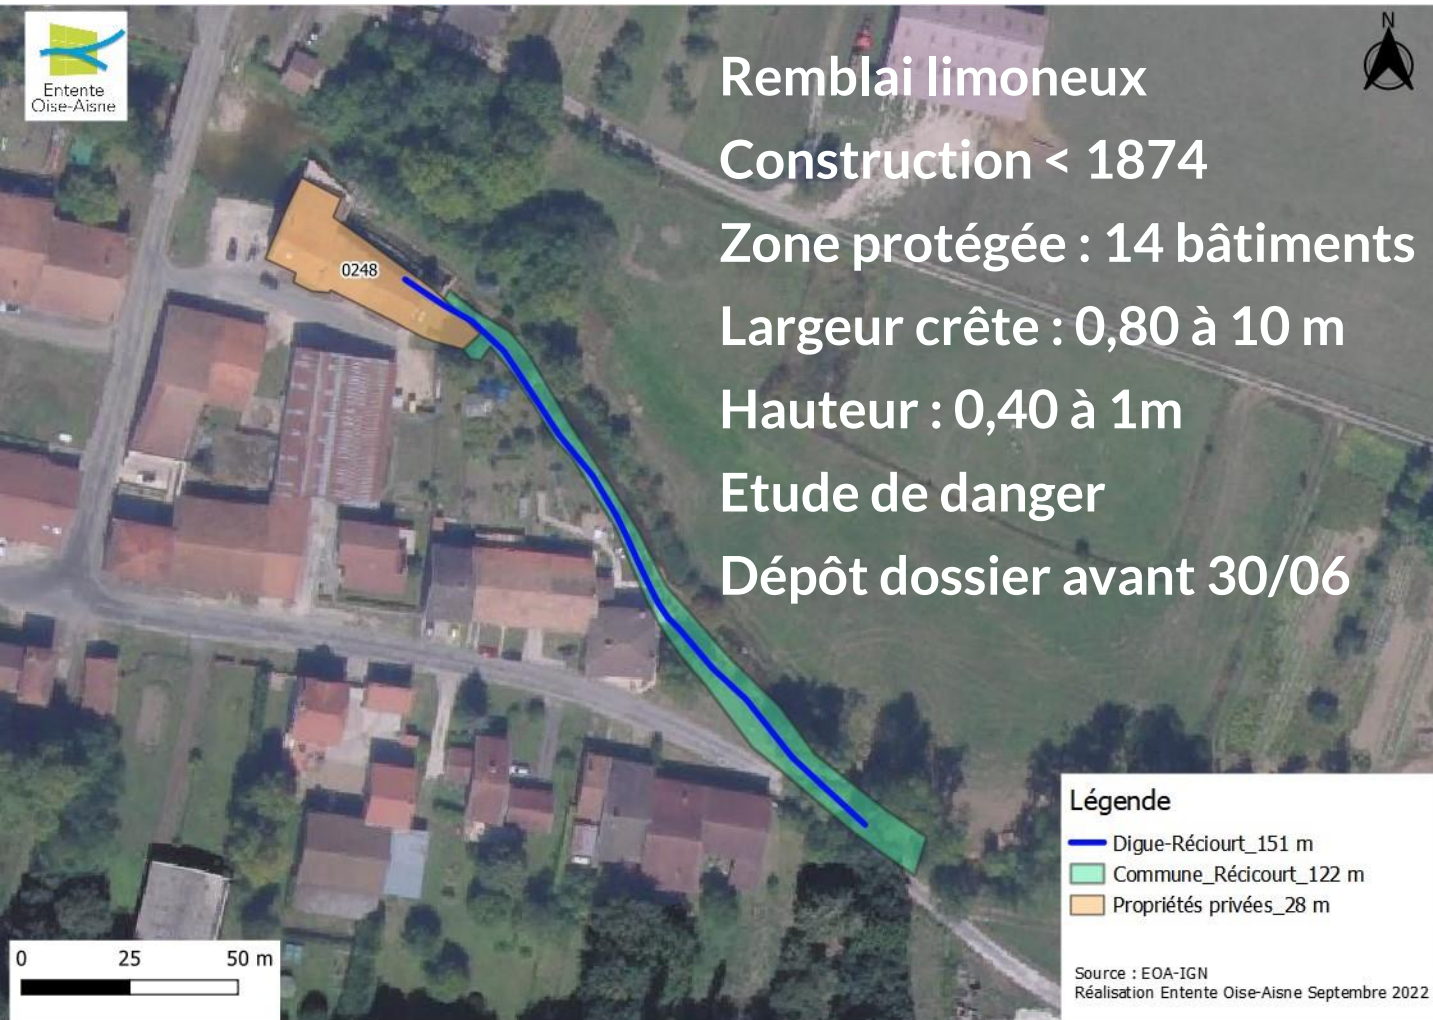 Entente
Oise-Aisne
N
Remblai limoneux
Construction < 1874
Zone protégée : 14 bâtiments
Largeur crête : 0,80 à 10 m
Hauteur : 0,40 à 1m
Etude de danger
Dépôt dossier avant 30/06
0248
Légende
Digue-Réciourt_151 m
Commune_Récicourt_122 m
Propriétés privées_28 m
Source : EOA-IGN
Réalisation Entente Oise-Aisne Septembre 2022
0 25 50 m